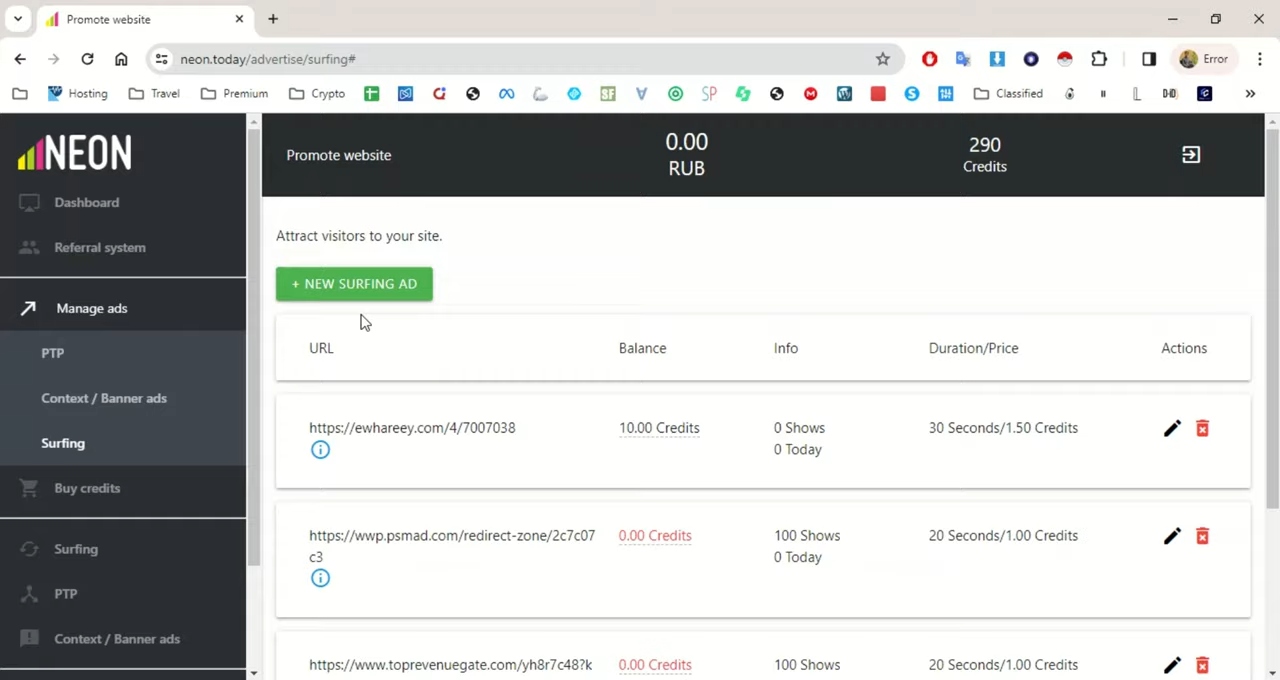 Promote website
neon.today/advertise/surfing#
Error
Hosting
Travel
Premium
Crypto
Classified
NEON
Dashboard
Referral system
Manage ads
PTP
Context / Banner ads
Surfing
Buy credits
Surfing
PTP
Context / Banner ads
Promote website
0.00
RUB
290
Credits
Attract visitors to your site.
+ NEW SURFING AD
URL Balance Info Duration/Price Actions
https://ewhareey.com/4/7007038 10.00 Credits 0 Shows 30 Seconds/1.50 Credits
0 Today
https://wwp.psmad.com/redirect-zone/2c7c07 0.00 Credits 100 Shows 20 Seconds/1.00 Credits
c3 0 Today
https://www.toprevenuegate.com/yh8r7c48?k 0.00 Credits 100 Shows 20 Seconds/1.00 Credits